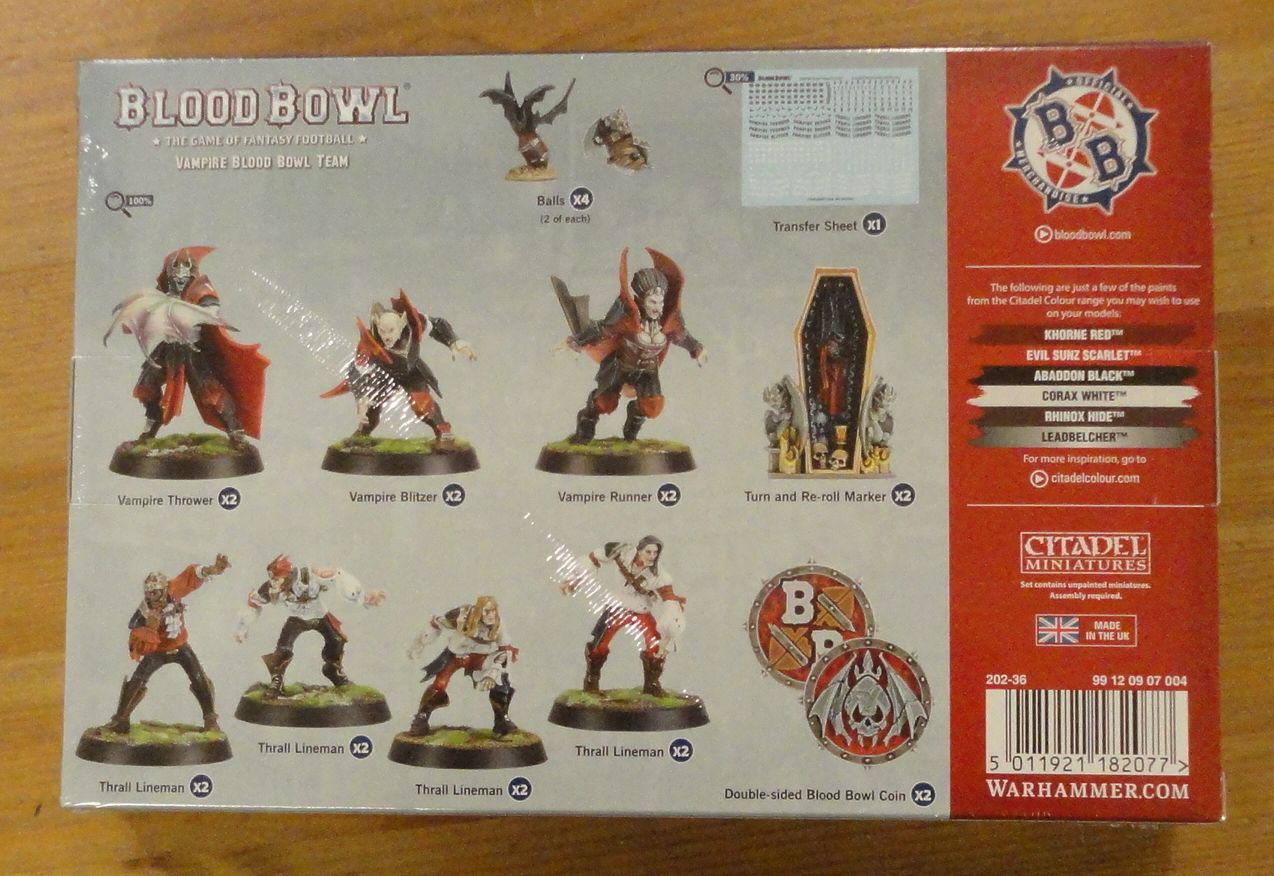 BLOOD BOWL®
★ THE GAME OF FANTASY FOOTBALL ★
VAMPIRE BLOOD BOWL TEAM
100%
Balls X4
(2 of each)
30%
BLOOD BOWL
Transfer Sheet X1
Vampire Thrower X2
Vampire Blitzer X2
Vampire Runner X2
Turn and Re-roll Marker X2
Thrall Lineman X2
Thrall Lineman X2
Thrall Lineman X2
Thrall Lineman X2
B
B
Double-sided Blood Bowl Coin X2
OFFICIAL
BB
MERCHANDISE
bloodbowl.com
The following are just a few of the paints
from the Citadel Colour range you may wish to use
on your models:
KHORNE RED™
EVIL SUNZ SCARLET™
ABADDON BLACK™
CORAX WHITE™
RHINOX HIDE™
LEADBELCHER™
For more inspiration, go to
citadelcolour.com
CITADEL
MINIATURES
Set contains unpainted miniatures.
Assembly required.
MADE
IN THE UK
202-36 99 12 09 07 004
5 011921 182077 >
WARHAMMER.COM